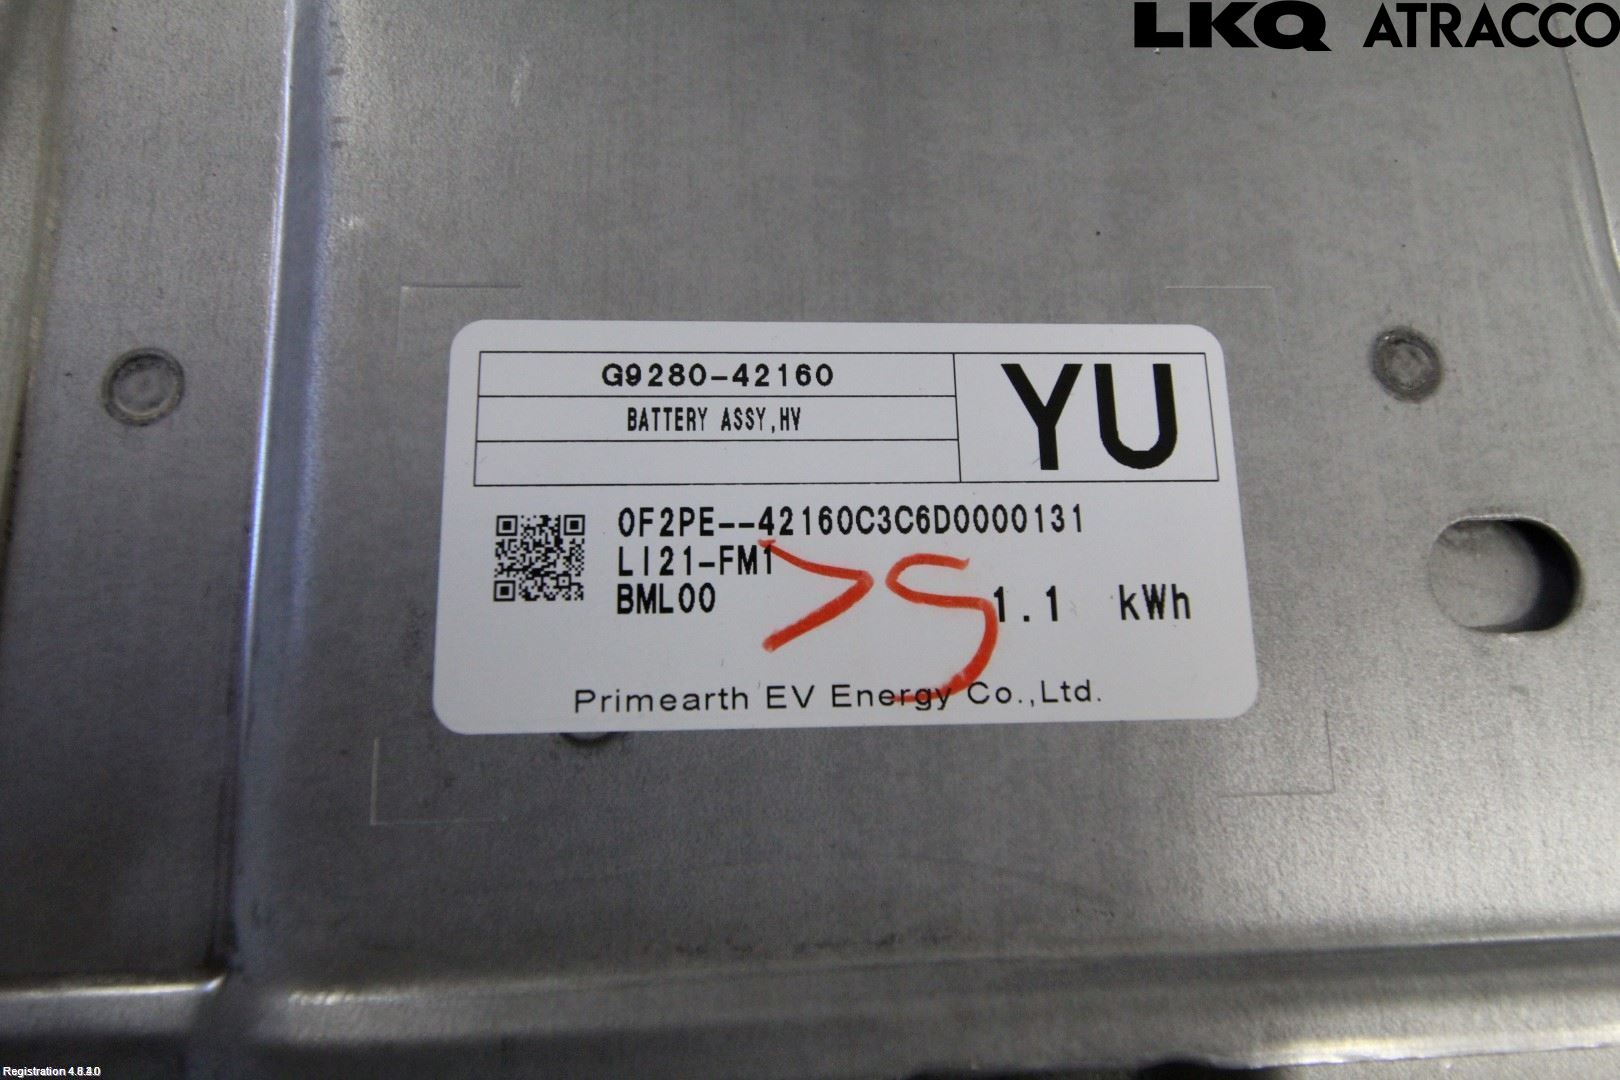 LKQ ATRACCO
G9280-42160
BATTERY ASSY,HV
YU
0F2PE--42160C3C6D0000131
LI21-FM1
BML00
1.1 kWh
Primearth EV Energy Co.,Ltd.